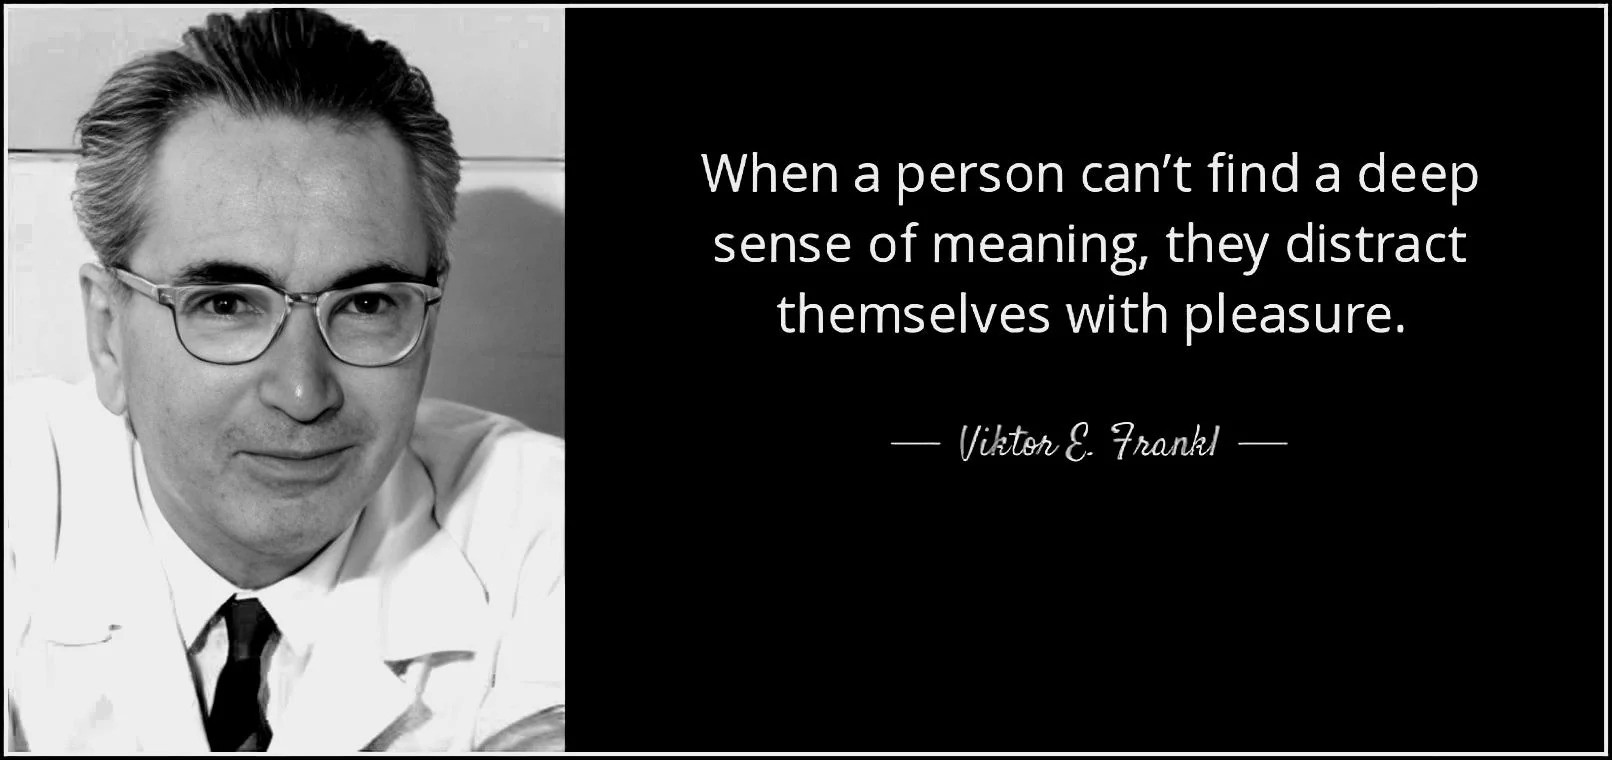 When a person can’t find a deep
sense of meaning, they distract
themselves with pleasure.
— Viktor E. Frankl —